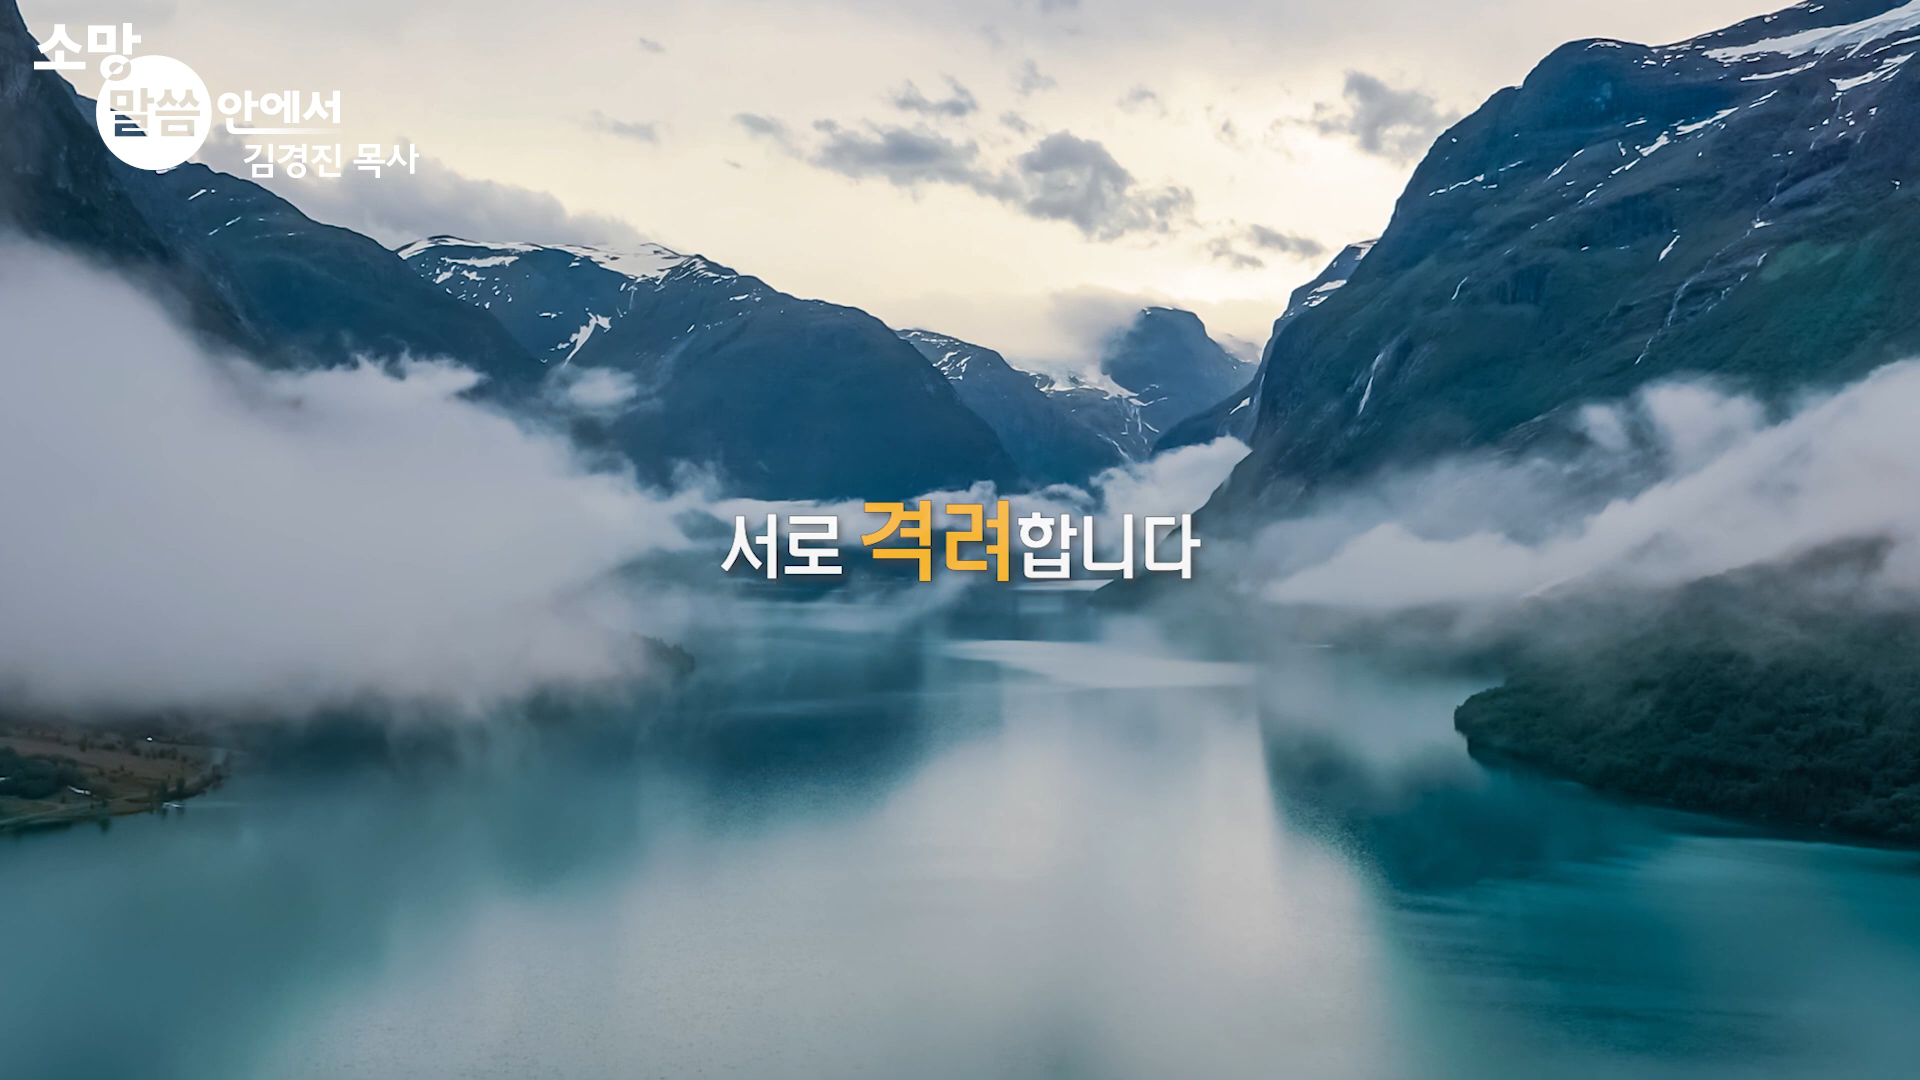 소망
말씀 안에서
김경진 목사
서로 격려합니다